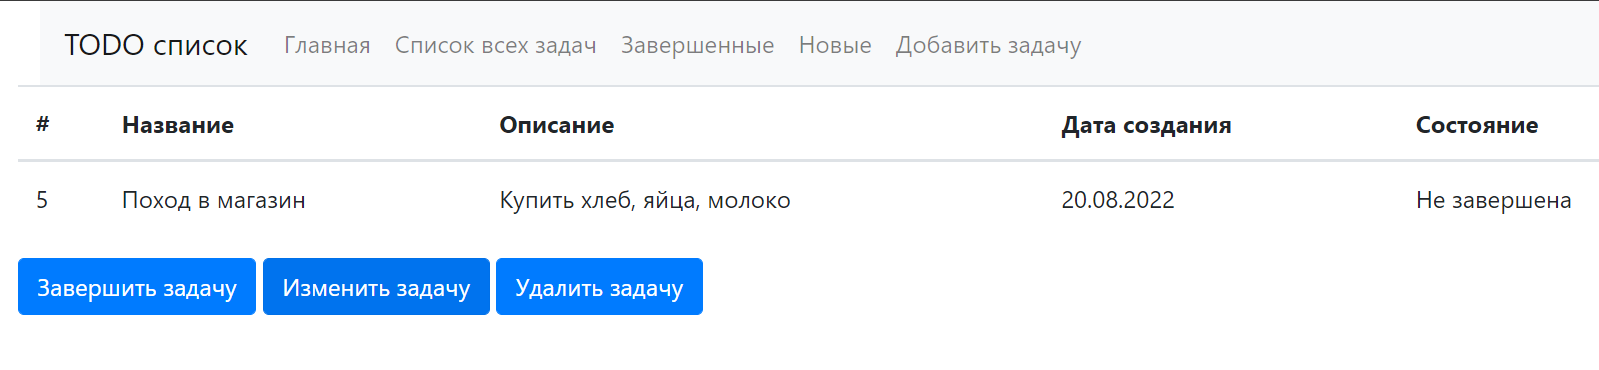 TODO список Главная Список всех задач Завершенные Новые Добавить задачу
# Название Описание Дата создания Состояние
5 Поход в магазин Купить хлеб, яйца, молоко 20.08.2022 Не завершена
Завершить задачу Изменить задачу Удалить задачу